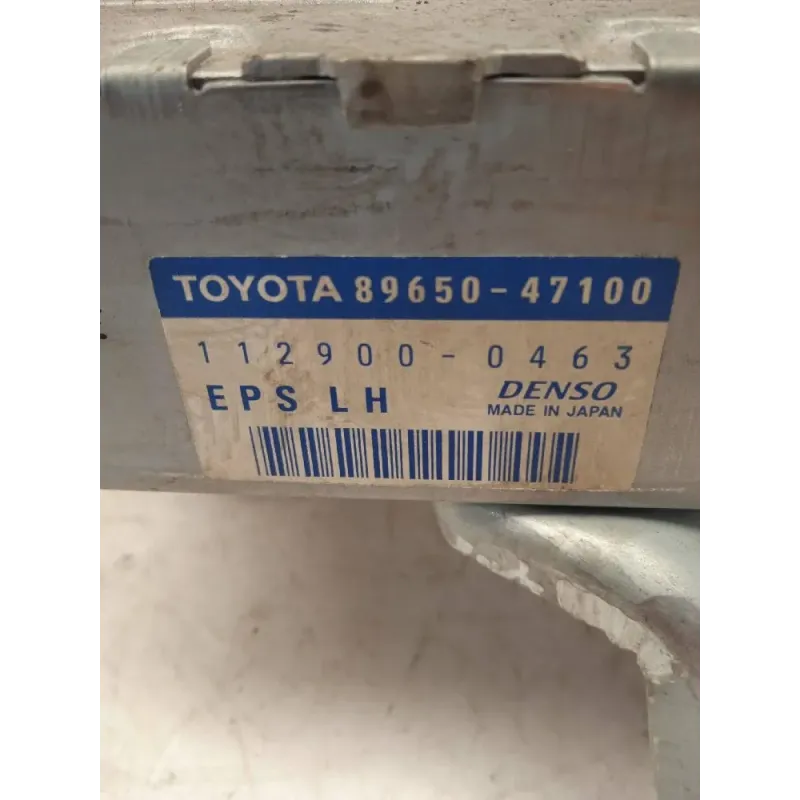 TOYOTA 89650-47100
112900-0463
EPS LH DENSO
MADE IN JAPAN